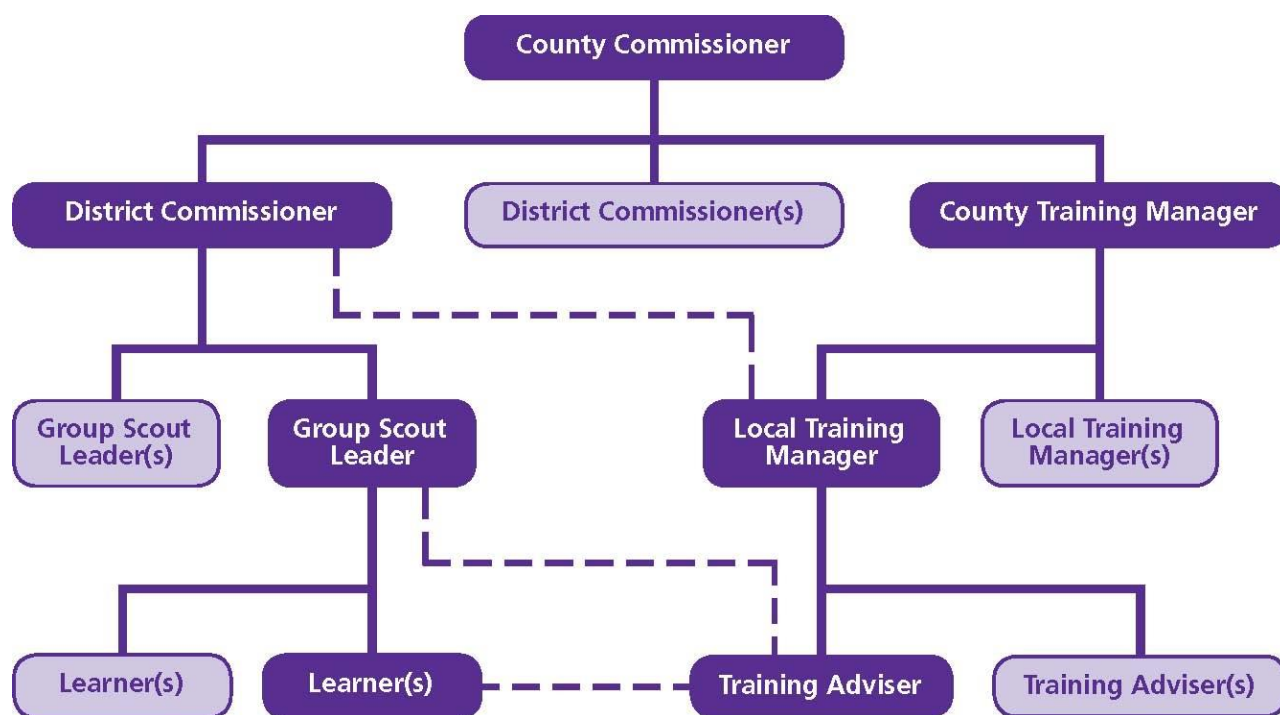 County Commissioner
District Commissioner
District Commissioner(s)
County Training Manager
Group Scout
Leader(s)
Group Scout
Leader
Local Training
Manager
Local Training
Manager(s)
Learner(s)
Learner(s)
Training Adviser
Training Adviser(s)